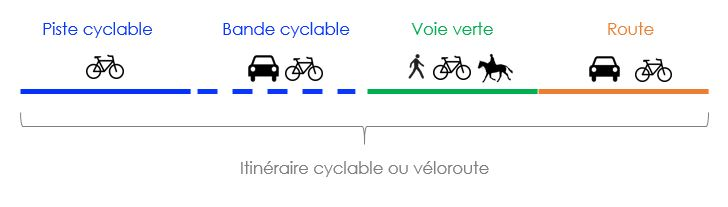 Piste cyclable
Bande cyclable
Voie verte
Route
Itinéraire cyclable ou véloroute